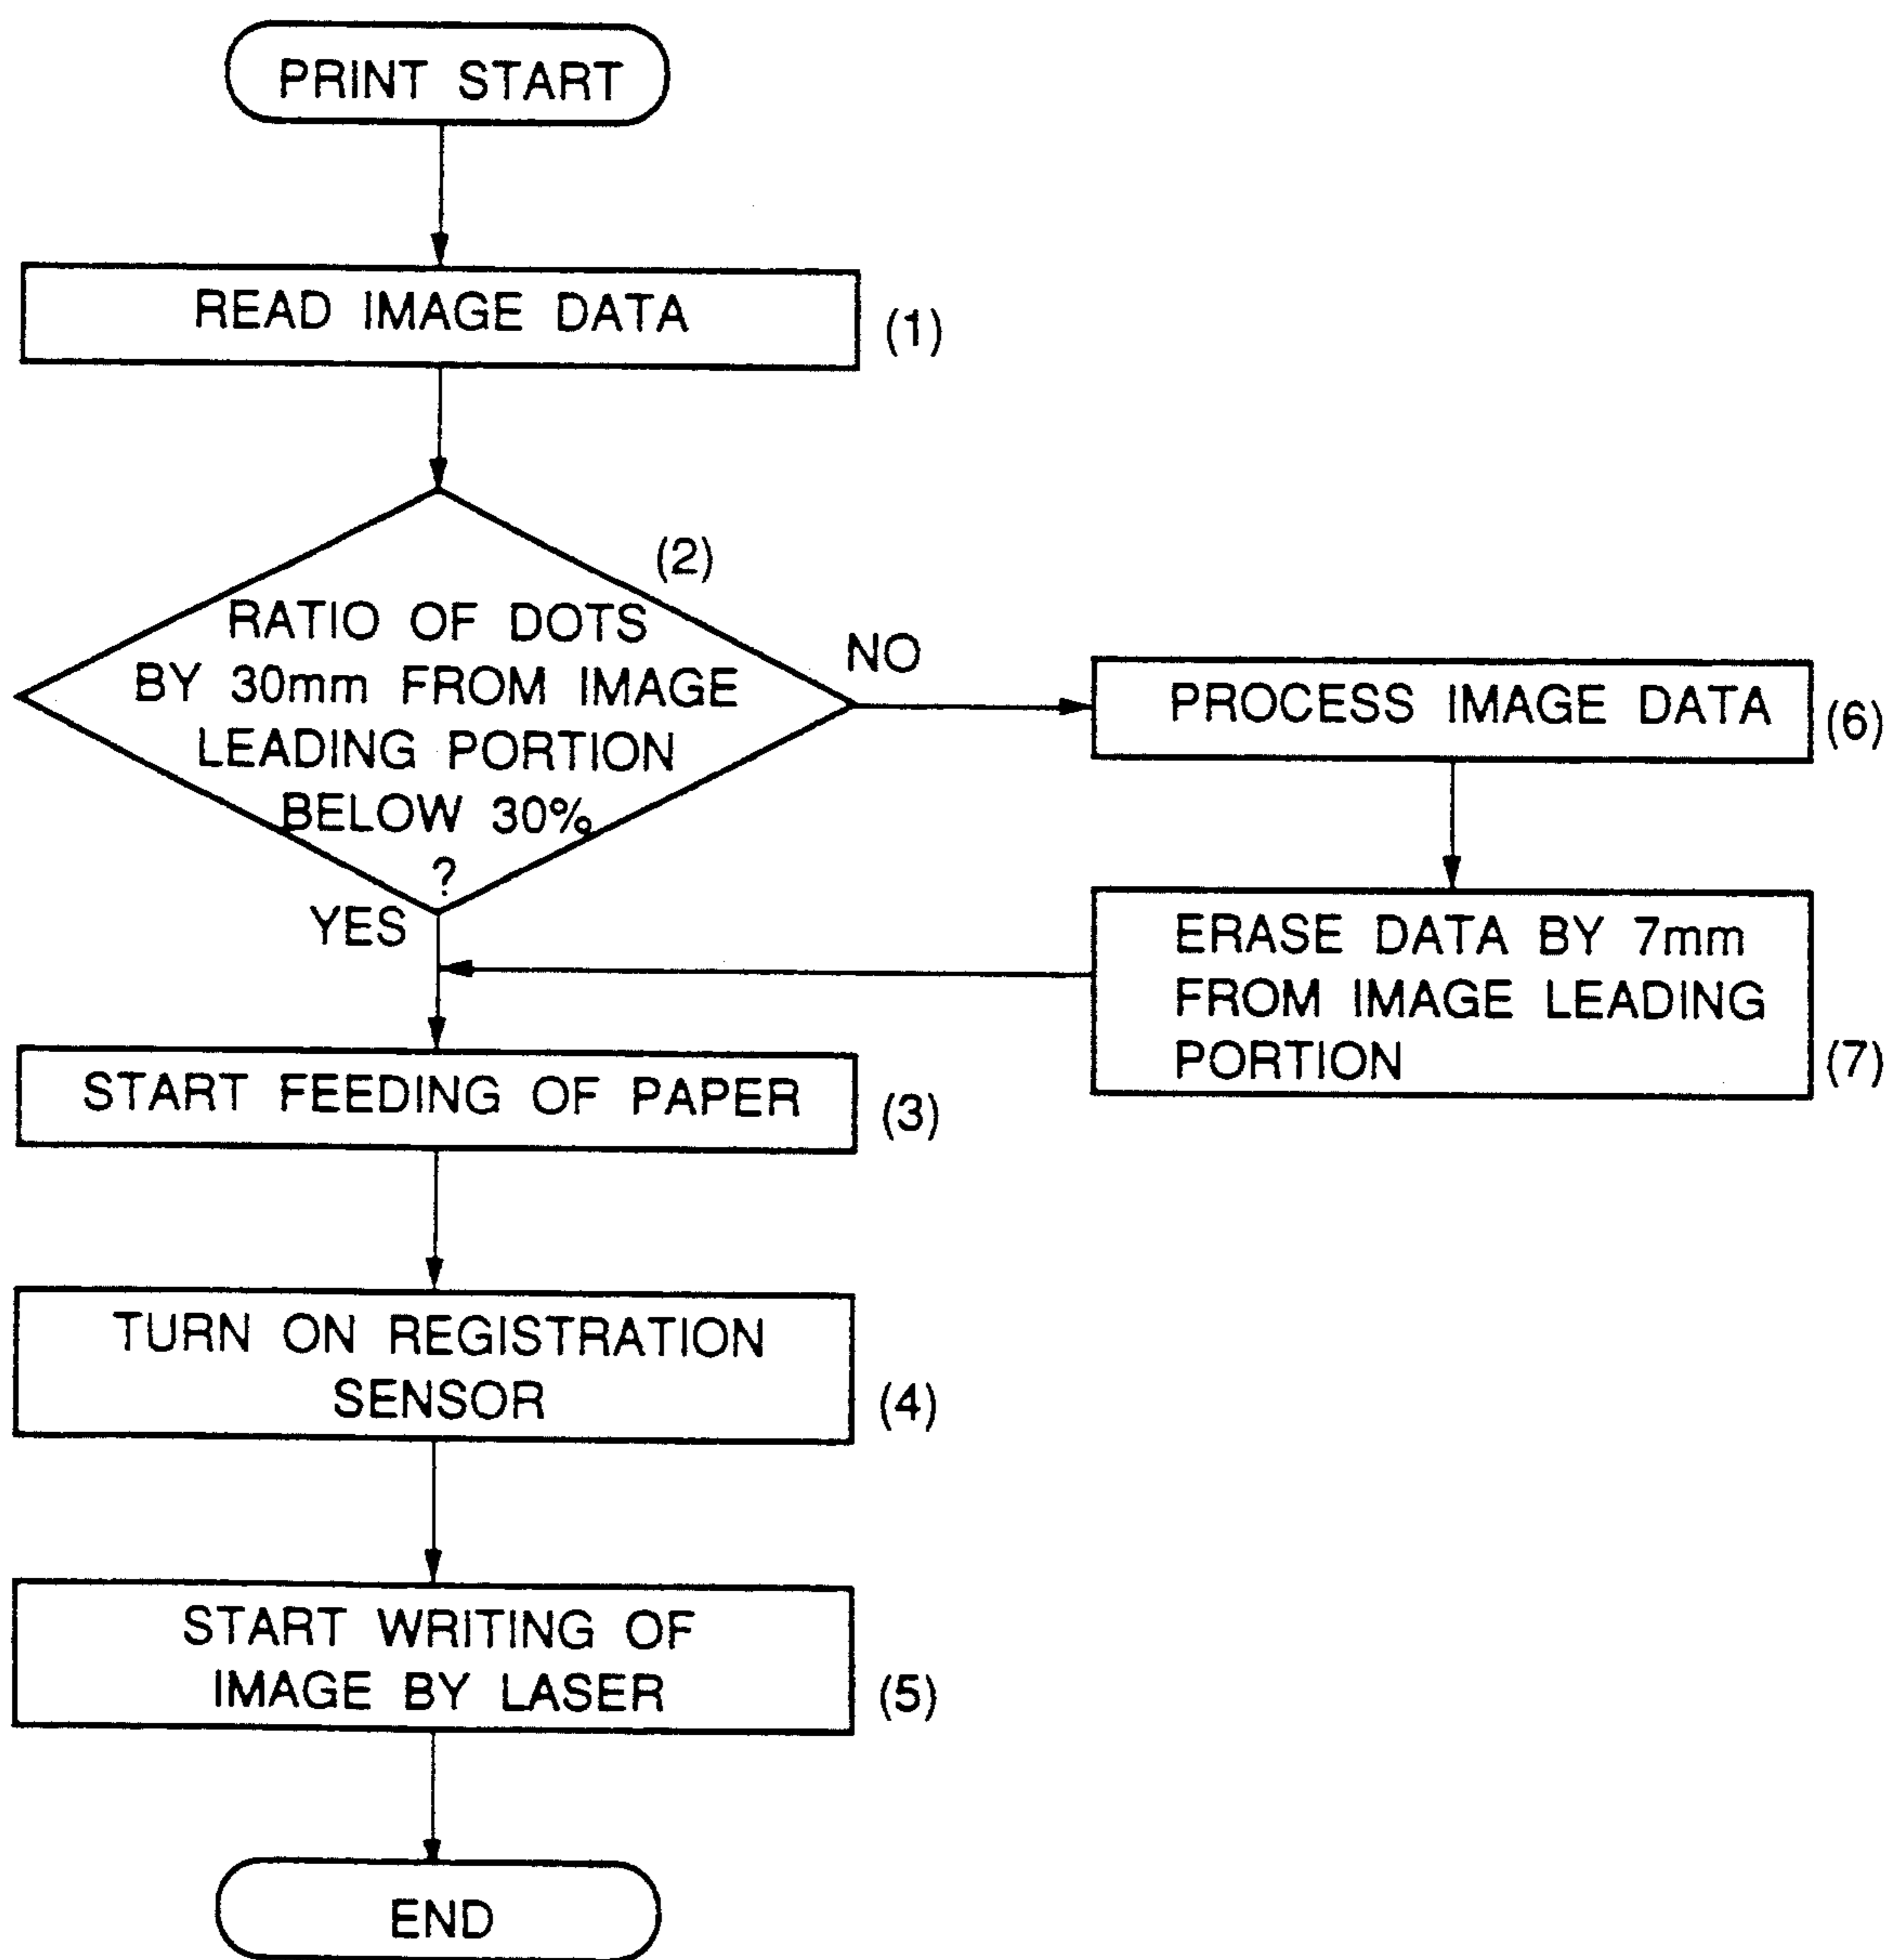 PRINT START
READ IMAGE DATA
(1)
(2)
RATIO OF DOTS
BY 30mm FROM IMAGE
LEADING PORTION
BELOW 30%
?
NO
YES
PROCESS IMAGE DATA
(6)
ERASE DATA BY 7mm
FROM IMAGE LEADING
PORTION
(7)
START FEEDING OF PAPER
(3)
TURN ON REGISTRATION
SENSOR
(4)
START WRITING OF
IMAGE BY LASER
(5)
END